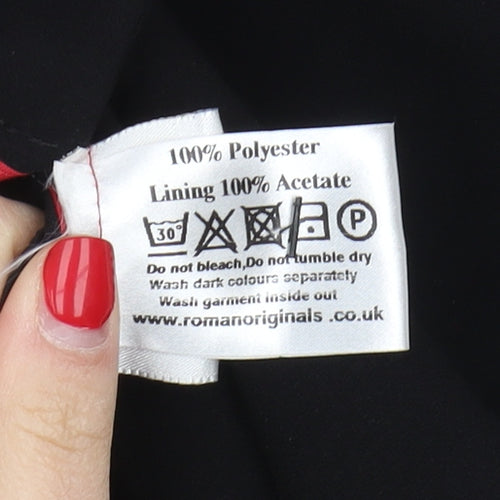 100% Polyester
Lining 100% Acetate
30° P
Do not bleach,Do not tumble dry
Wash dark colours separately
Wash garment inside out
www.romanoriginals .co.uk